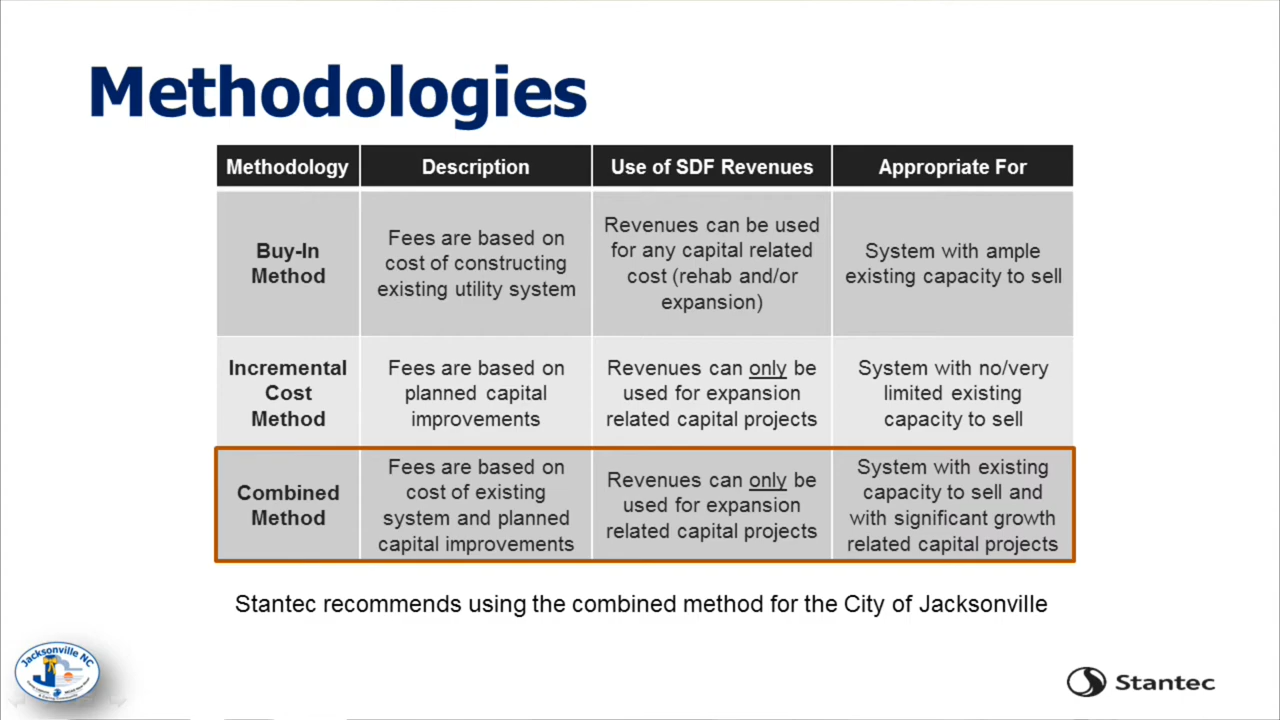 Methodologies
Methodology
Description
Use of SDF Revenues
Appropriate For
Buy-In
Method
Fees are based on
cost of constructing
existing utility system
Revenues can be used
for any capital related
cost (rehab and/or
expansion)
System with ample
existing capacity to sell
Incremental
Cost
Method
Fees are based on
planned capital
improvements
Revenues can only be
used for expansion
related capital projects
System with no/very
limited existing
capacity to sell
Combined
Method
Fees are based on
cost of existing
system and planned
capital improvements
Revenues can only be
used for expansion
related capital projects
System with existing
capacity to sell and
with significant growth
related capital projects
Stantec recommends using the combined method for the City of Jacksonville
Jacksonville NC
Stantec